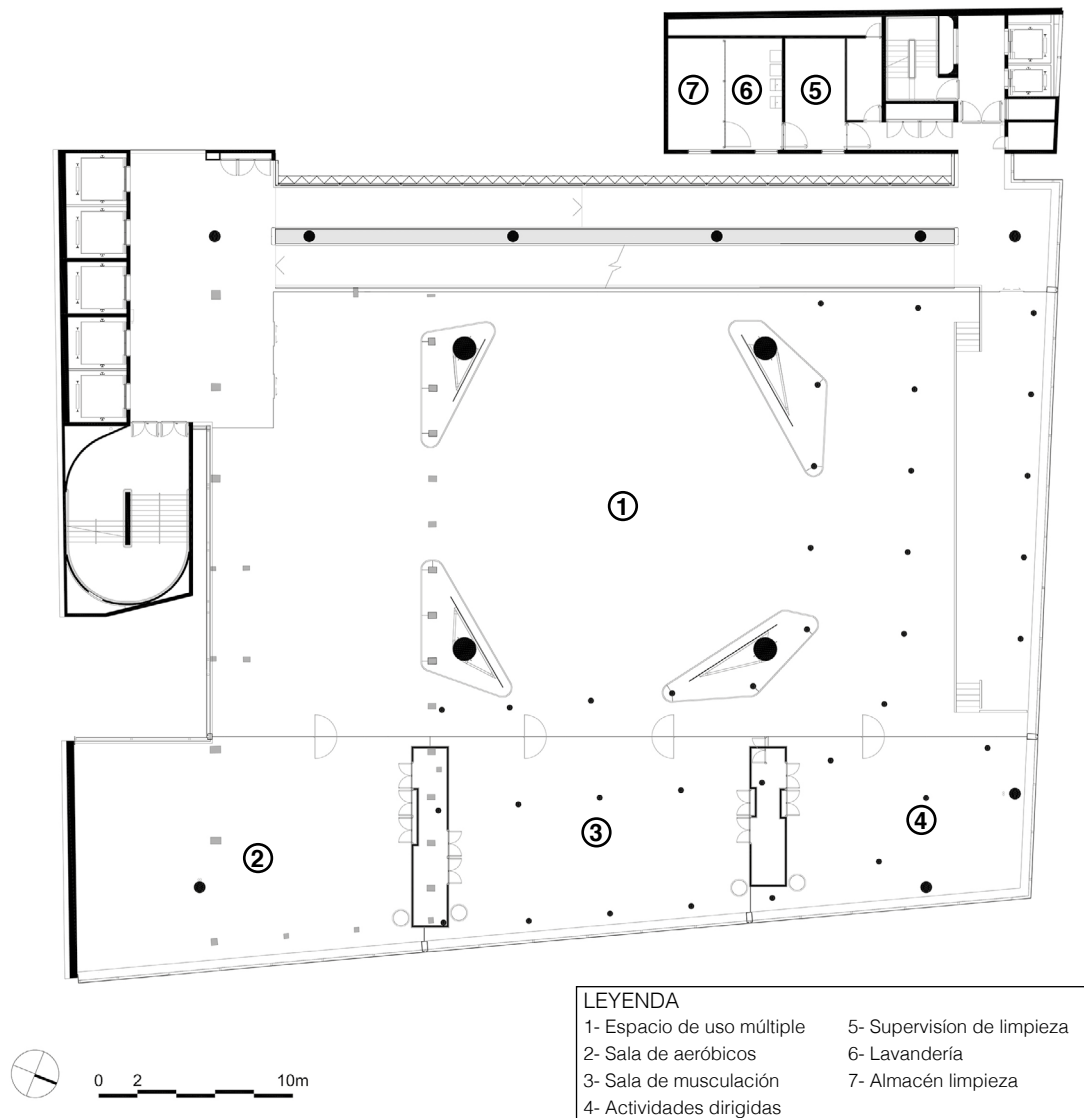 7
6
5
1
2
3
4
LEYENDA
1- Espacio de uso múltiple
2- Sala de aeróbicos
3- Sala de musculación
4- Actividades dirigidas
5- Supervisíon de limpieza
6- Lavandería
7- Almacén limpieza
0 2 10m